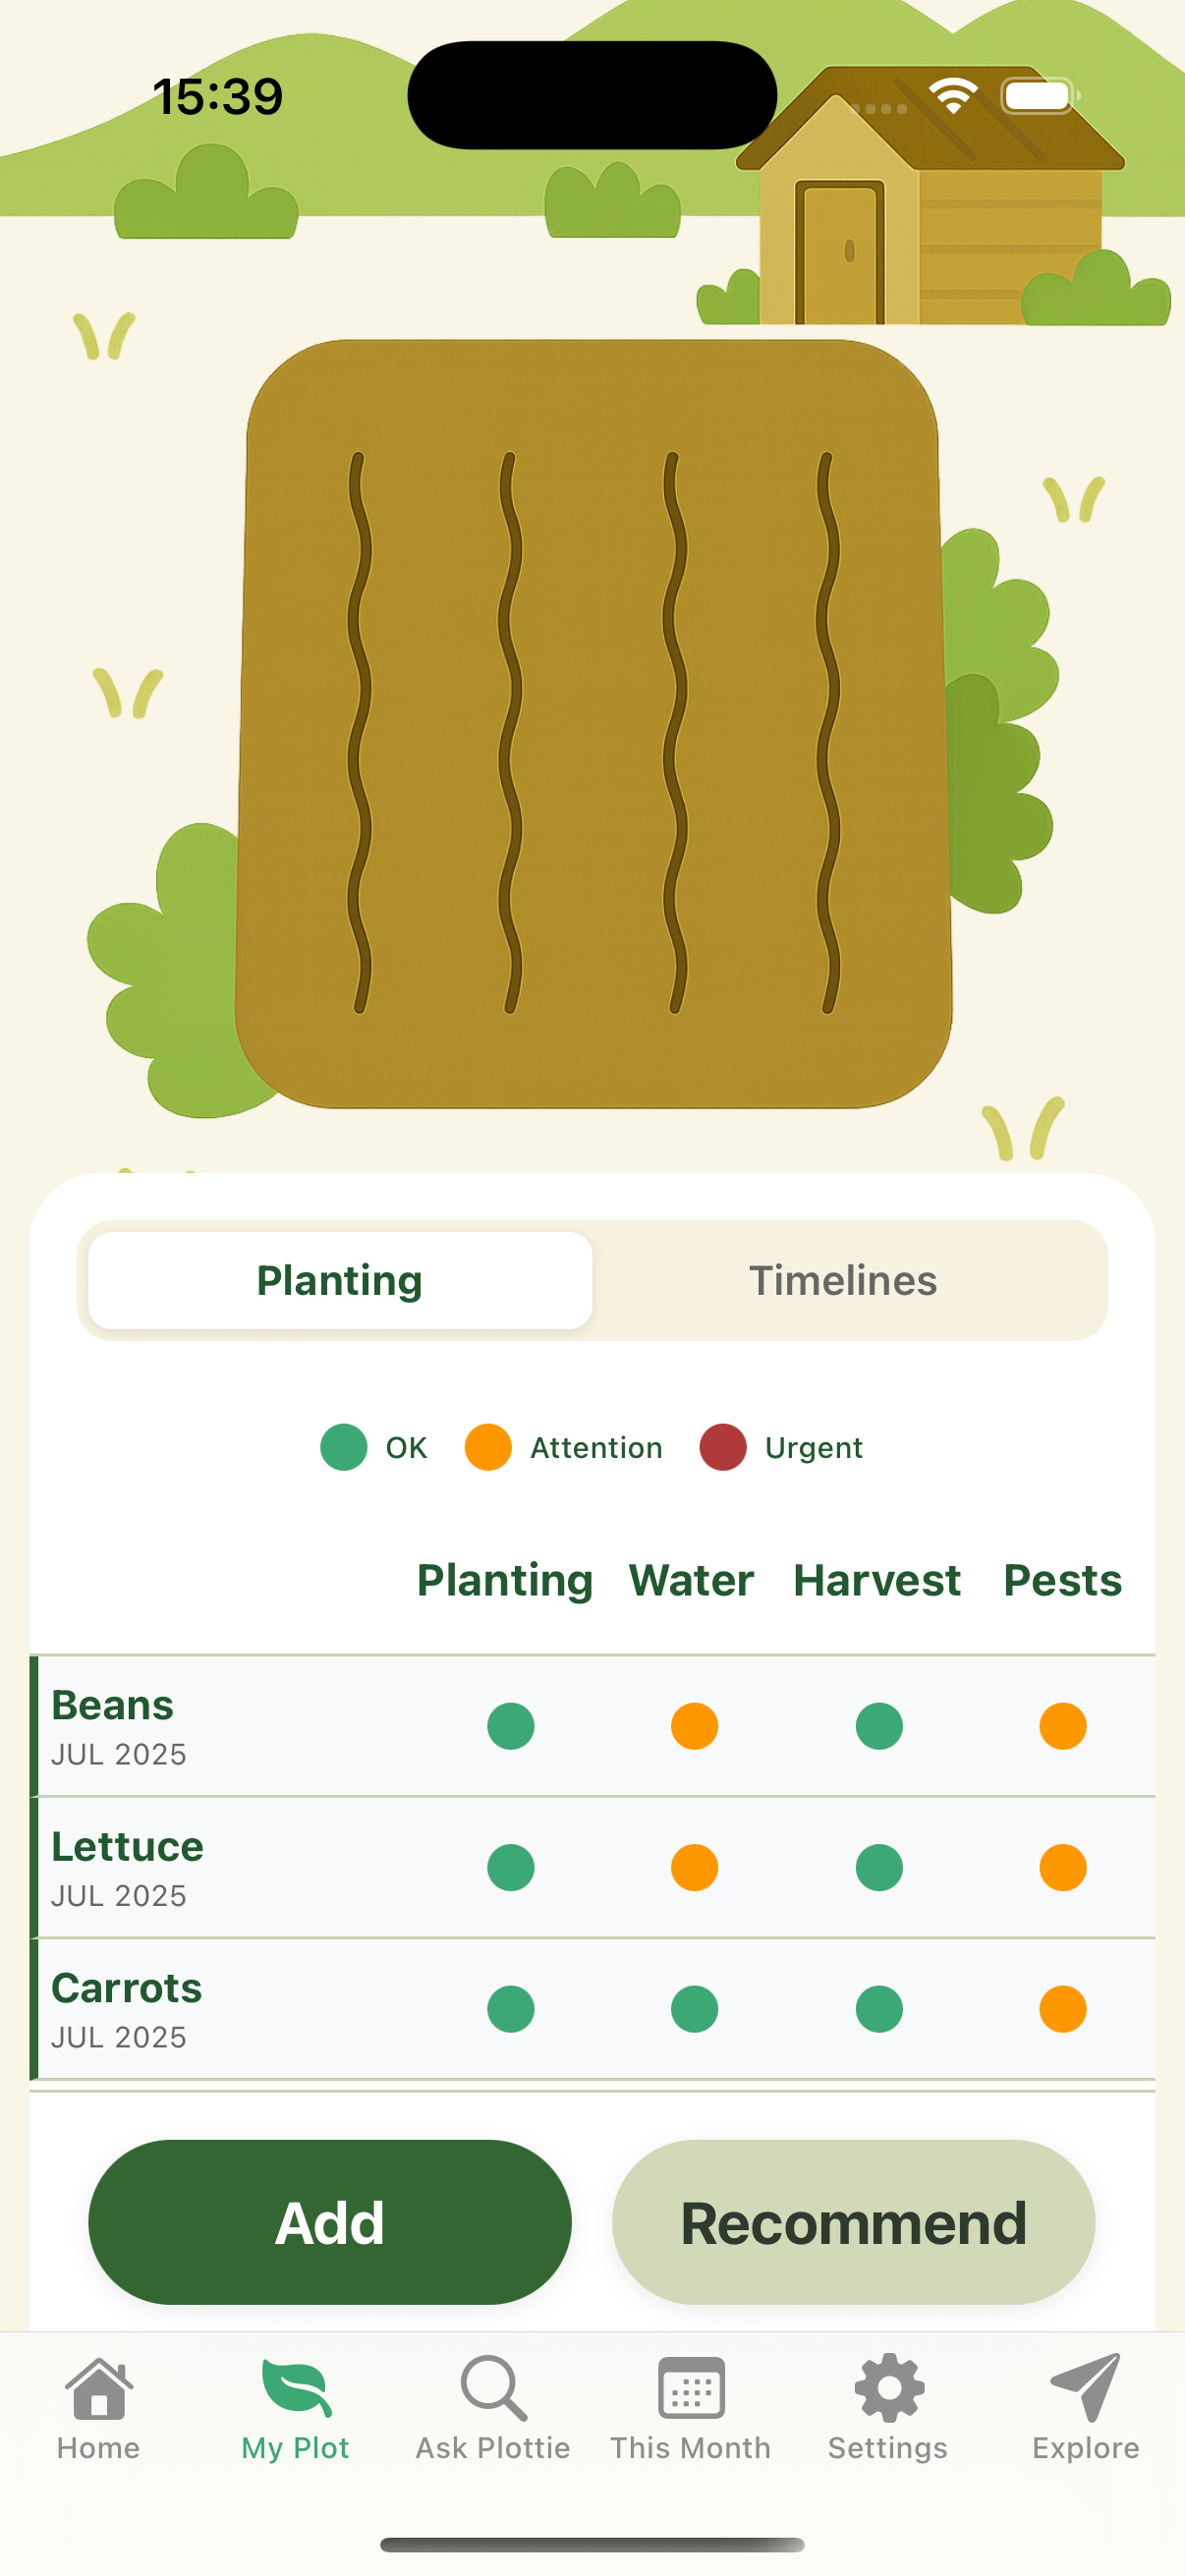 15:39
Planting Timelines
OK Attention Urgent
Planting Water Harvest Pests
Beans
JUL 2025
Lettuce
JUL 2025
Carrots
JUL 2025
Add Recommend
Home My Plot Ask Plottie This Month Settings Explore